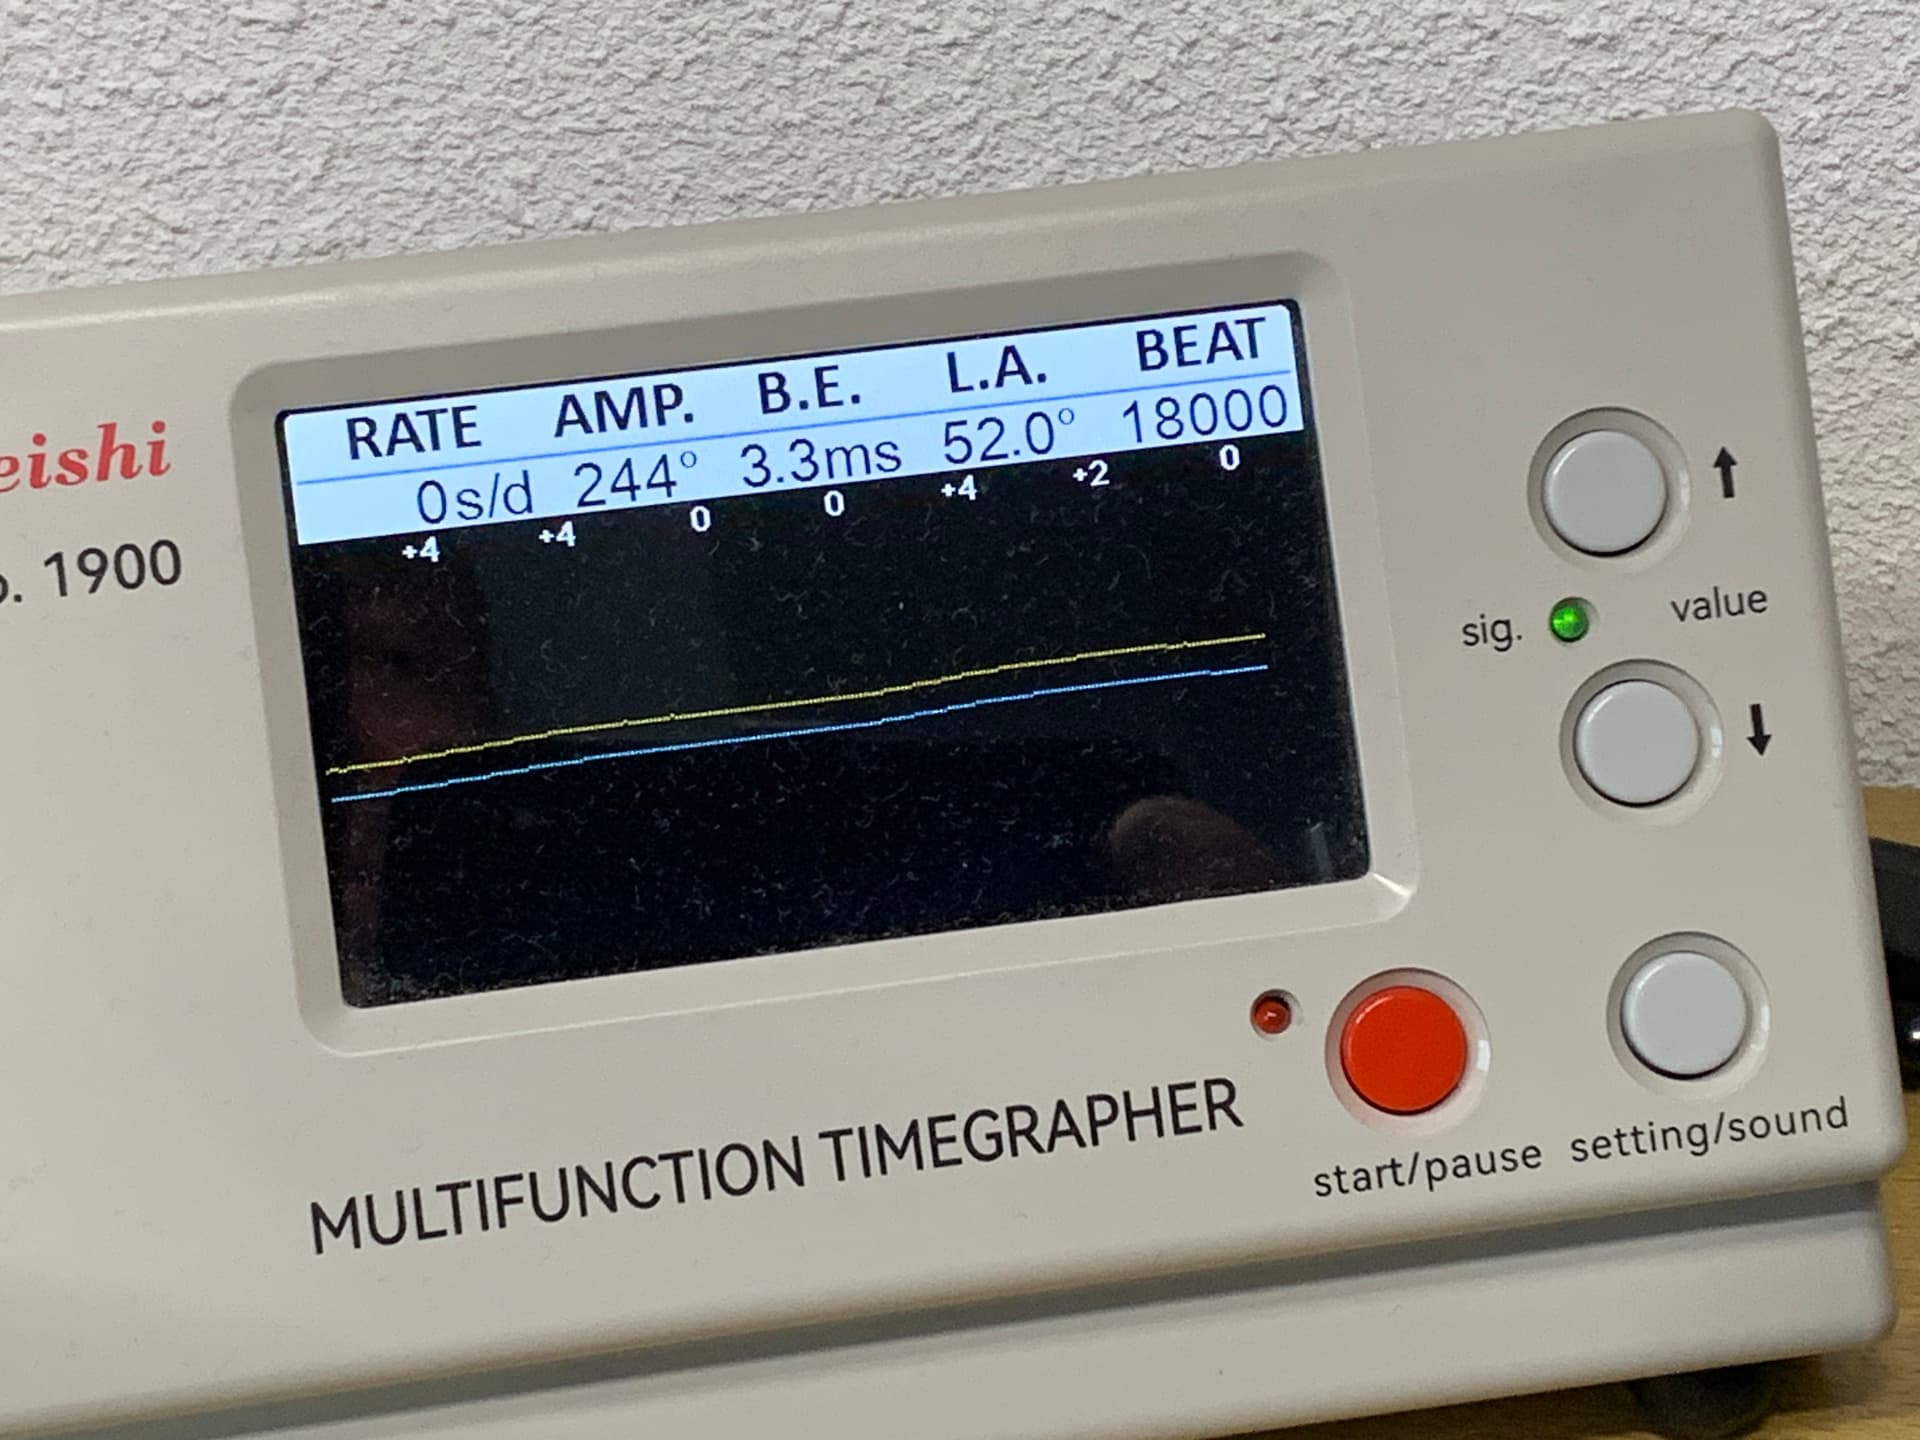 RATE AMP. B.E. L.A. BEAT
0s/d 244° 3.3ms 52.0° 18000
+4 +4 0 0 +4 +2 0
eishi
. 1900
↑
sig. value
↓
MULTIFUNCTION TIMEGRAPHER
start/pause setting/sound